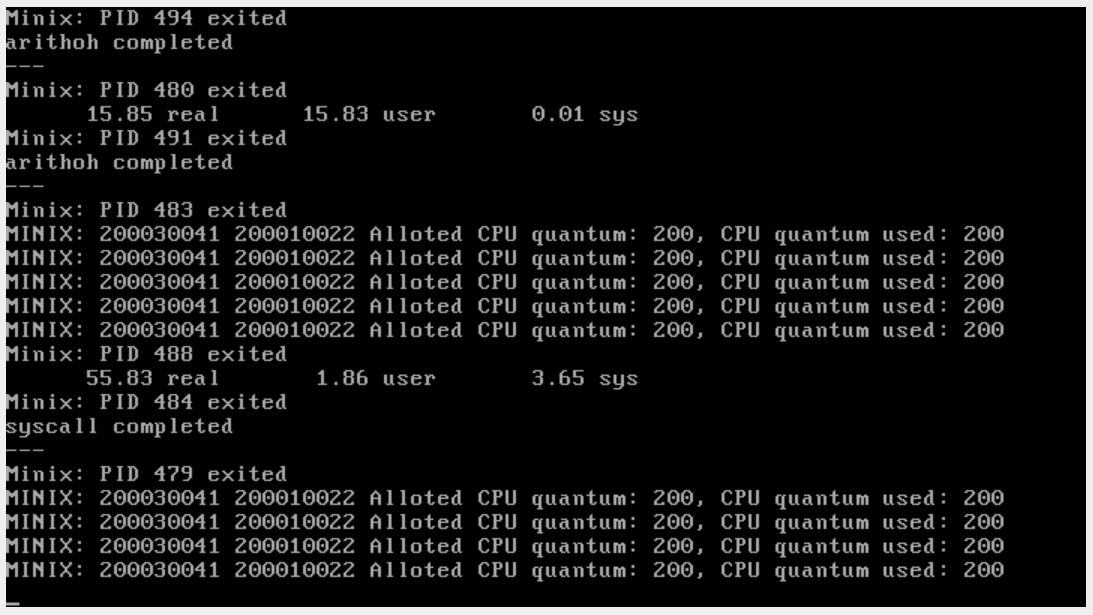 Minix: PID 494 exited
arithoh completed
---
Minix: PID 480 exited
15.85 real 15.83 user 0.01 sys
Minix: PID 491 exited
arithoh completed
---
Minix: PID 483 exited
MINIX: 200030041 200010022 Alloted CPU quantum: 200, CPU quantum used: 200
MINIX: 200030041 200010022 Alloted CPU quantum: 200, CPU quantum used: 200
MINIX: 200030041 200010022 Alloted CPU quantum: 200, CPU quantum used: 200
MINIX: 200030041 200010022 Alloted CPU quantum: 200, CPU quantum used: 200
MINIX: 200030041 200010022 Alloted CPU quantum: 200, CPU quantum used: 200
Minix: PID 488 exited
55.83 real 1.86 user 3.65 sys
Minix: PID 484 exited
syscall completed
---
Minix: PID 479 exited
MINIX: 200030041 200010022 Alloted CPU quantum: 200, CPU quantum used: 200
MINIX: 200030041 200010022 Alloted CPU quantum: 200, CPU quantum used: 200
MINIX: 200030041 200010022 Alloted CPU quantum: 200, CPU quantum used: 200
MINIX: 200030041 200010022 Alloted CPU quantum: 200, CPU quantum used: 200